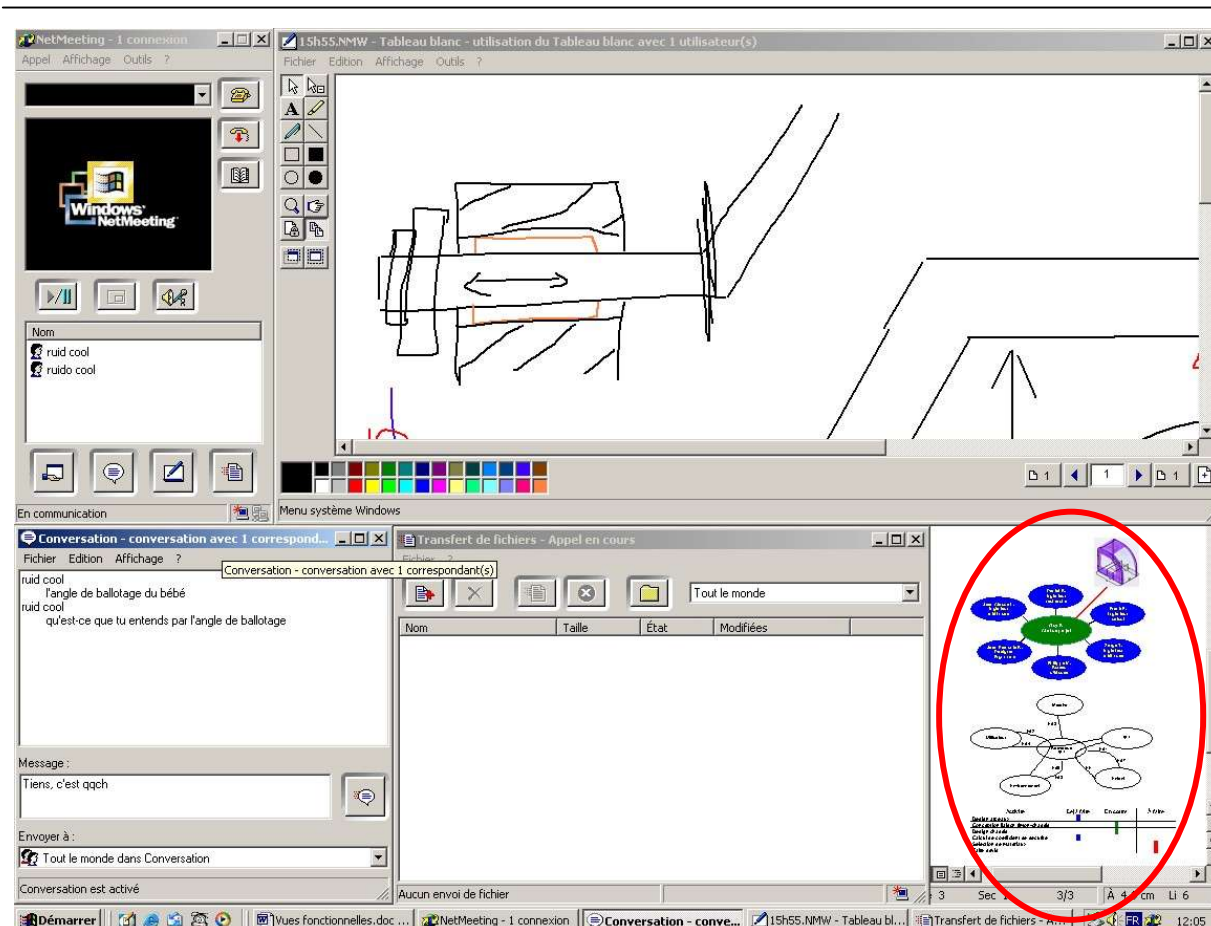 NetMeeting - 1 connexion
Appel Affichage Outils ?
Windows®
NetMeeting™
Nom
ruid cool
ruido cool
En communication
15h55.NMW - Tableau blanc - utilisation du Tableau blanc avec 1 utilisateur(s)
Fichier Edition Affichage Outils ?
A
1
1
1
Menu système Windows
Conversation - conversation avec 1 correspond...
Fichier Edition Affichage ?
Conversation - conversation avec 1 correspondant(s)
ruid cool
l'angle de ballotage du bébé
ruid cool
qu'est-ce que tu entends par l'angle de ballotage
Message :
Tiens, c'est qqch
Envoyer à :
Tout le monde dans Conversation
Conversation est activé
Transfert de fichiers - Appel en cours
Fichier ?
Tout le monde
Nom Taille État Modifiées
Aucun envoi de fichier
3 Sec 3/3 Li 6
Démarrer
Vues fonctionnelles.doc ...
NetMeeting - 1 connexion
Conversation - conve...
15h55.NMW - Tableau bl...
Transfert de fichiers - A...
FR
12:05